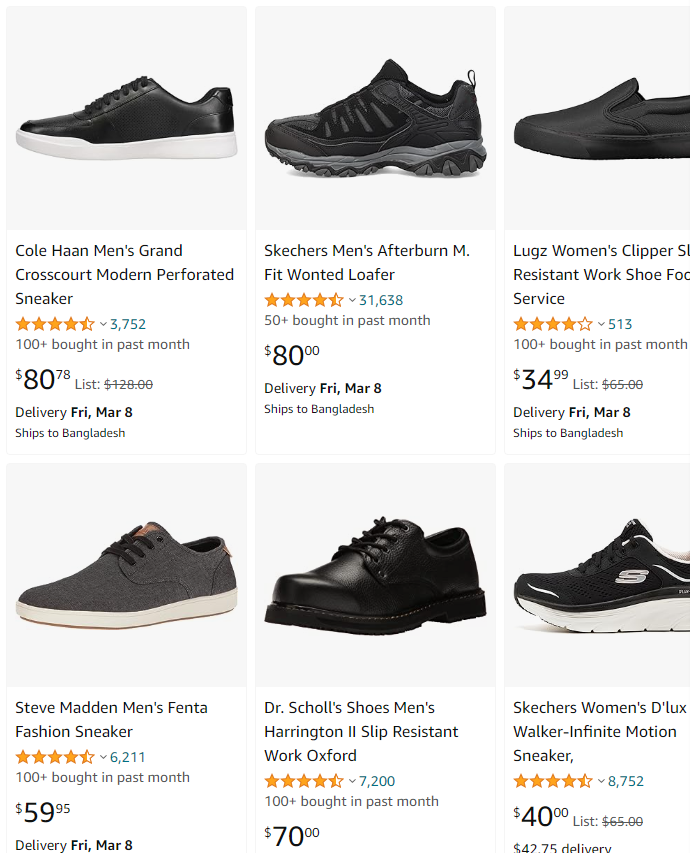 Cole Haan Men's Grand
Crosscourt Modern Perforated
Sneaker
3,752
100+ bought in past month
$80.78 List: $128.00
Delivery Fri, Mar 8
Ships to Bangladesh
Skechers Men's Afterburn M.
Fit Wonted Loafer
31,638
50+ bought in past month
$80.00
Delivery Fri, Mar 8
Ships to Bangladesh
Lugz Women's Clipper
Resistant Work Shoe
Service
513
100+ bought in past month
$34.99 List: $65.00
Delivery Fri, Mar 8
Ships to Bangladesh
Steve Madden Men's Fenta
Fashion Sneaker
6,211
100+ bought in past month
$59.95
Delivery Fri, Mar 8
Dr. Scholl's Shoes Men's
Harrington II Slip Resistant
Work Oxford
7,200
100+ bought in past month
$70.00
Skechers Women's D'lux
Walker-Infinite Motion
Sneaker,
8,752
$40.00 List: $65.00
$42.75 delivery